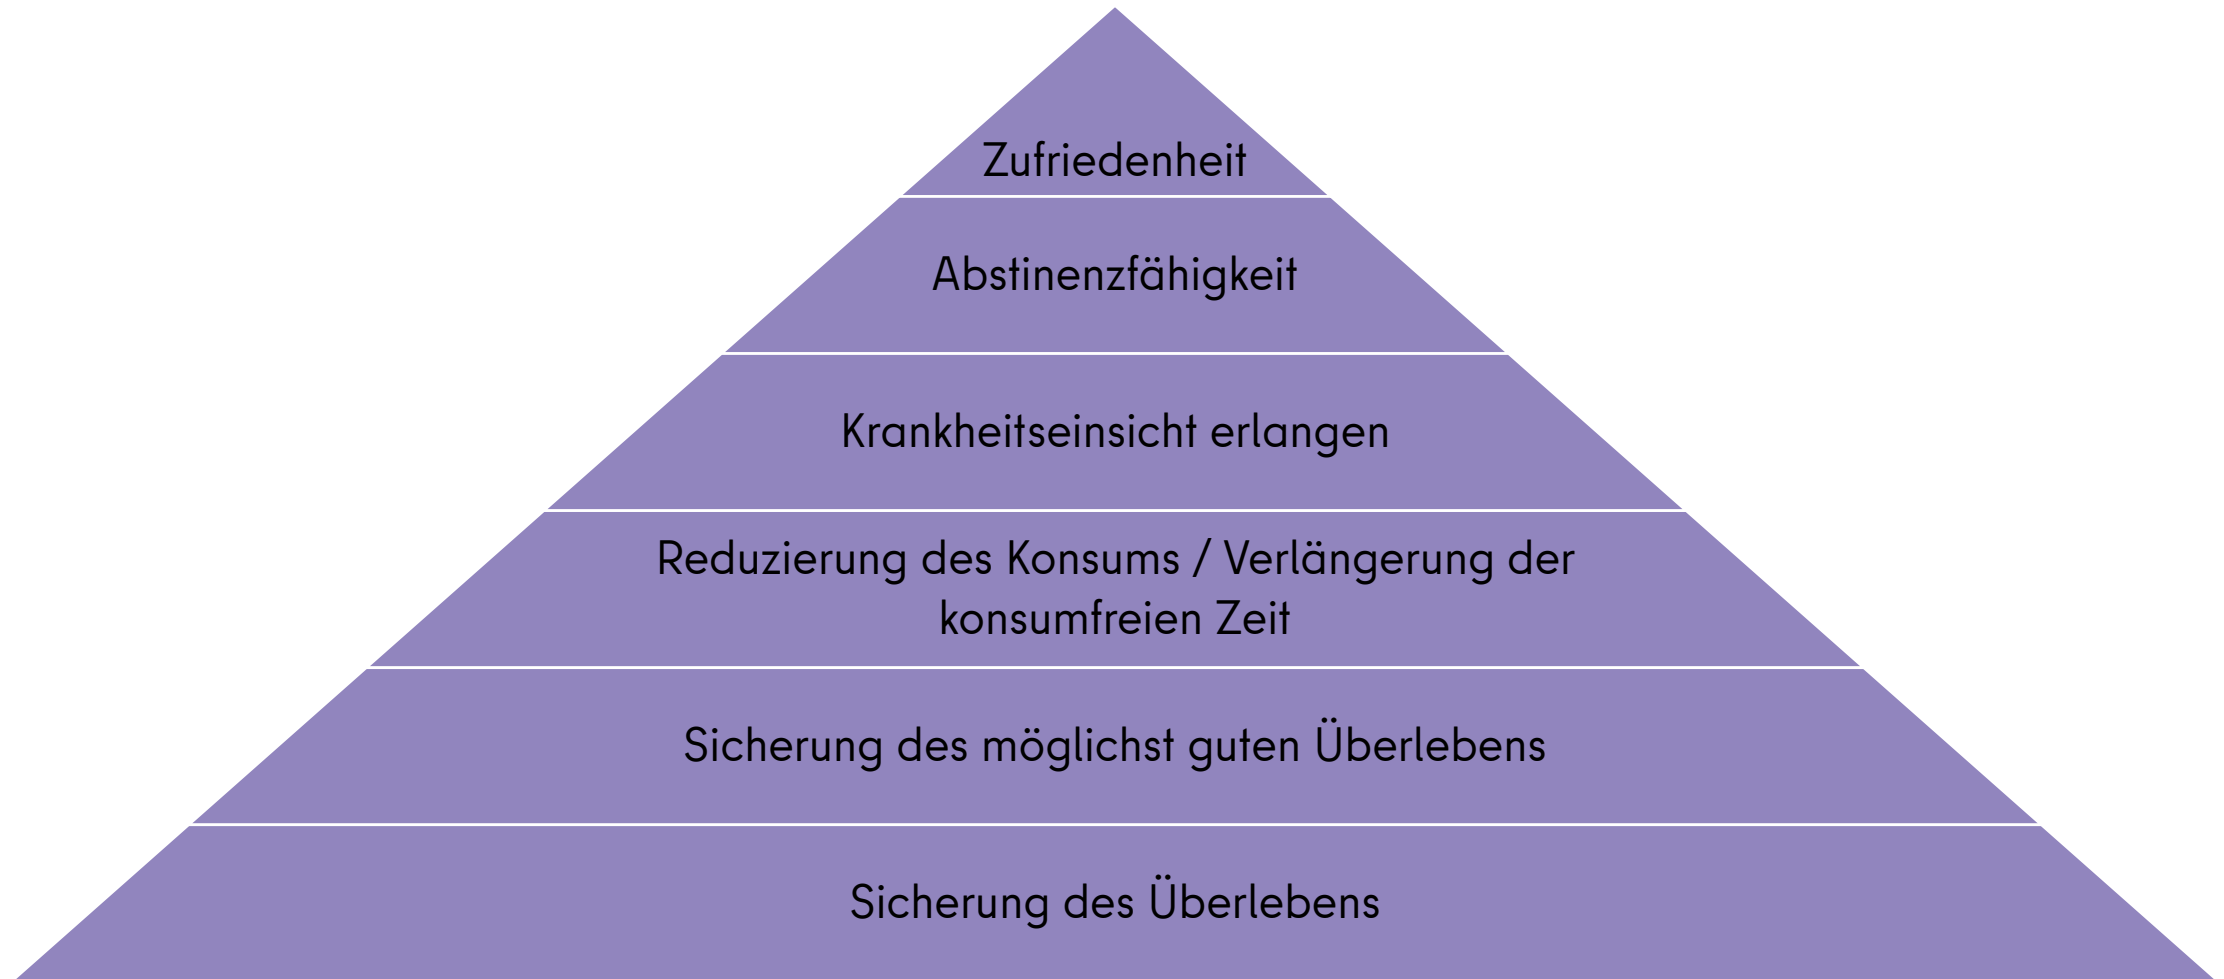 Zufriedenheit
Abstinenzfähigkeit
Krankheitseinsicht erlangen
Reduzierung des Konsums / Verlängerung der
konsumfreien Zeit
Sicherung des möglichst guten Überlebens
Sicherung des Überlebens